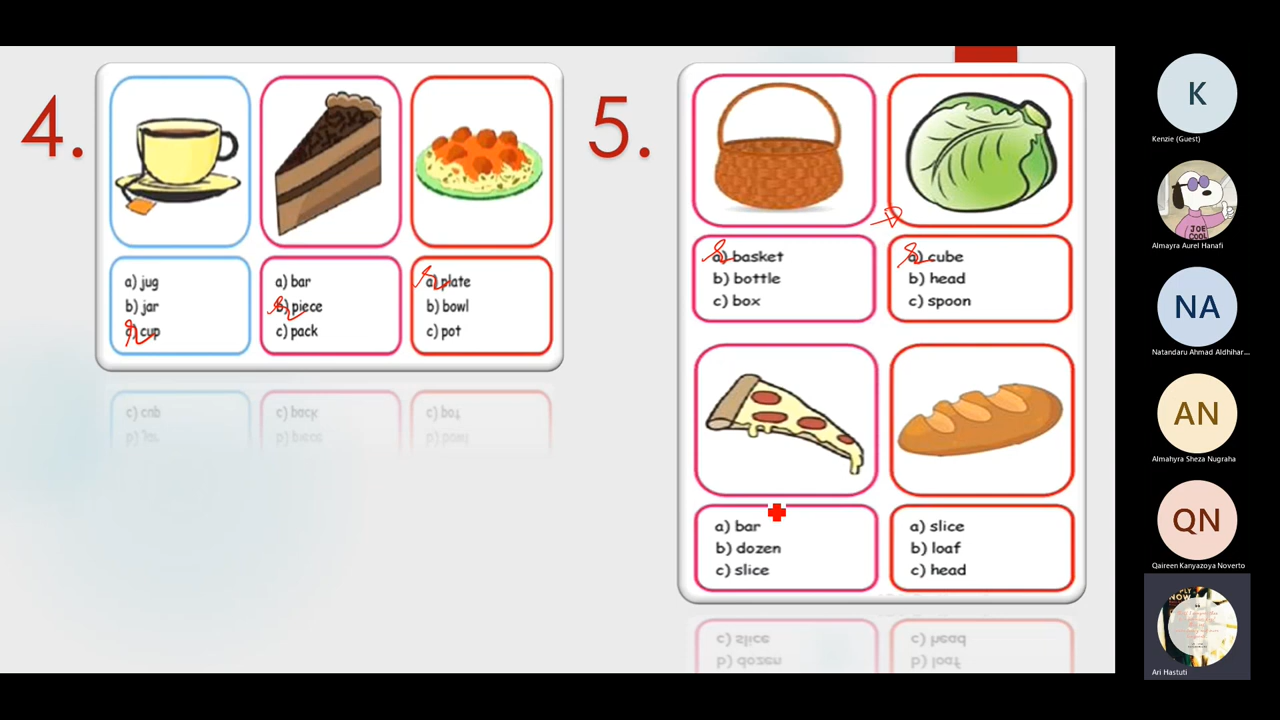 4.
a) jug
b) jar
c) cup
a) bar
b) piece
c) pack
a) plate
b) bowl
c) pot
5.
a) basket
b) bottle
c) box
a) cube
b) head
c) spoon
a) bar
b) dozen
c) slice
a) slice
b) loaf
c) head
K
Kenzie (Guest)
JOE
COOL
Almayra Aurel Hanafi
NA
Natandaru Ahmad Aldhihar...
AN
Almahyra Sheza Nugraha
QN
Qaireen Kanyazoya Noverto
Ari Hastuti